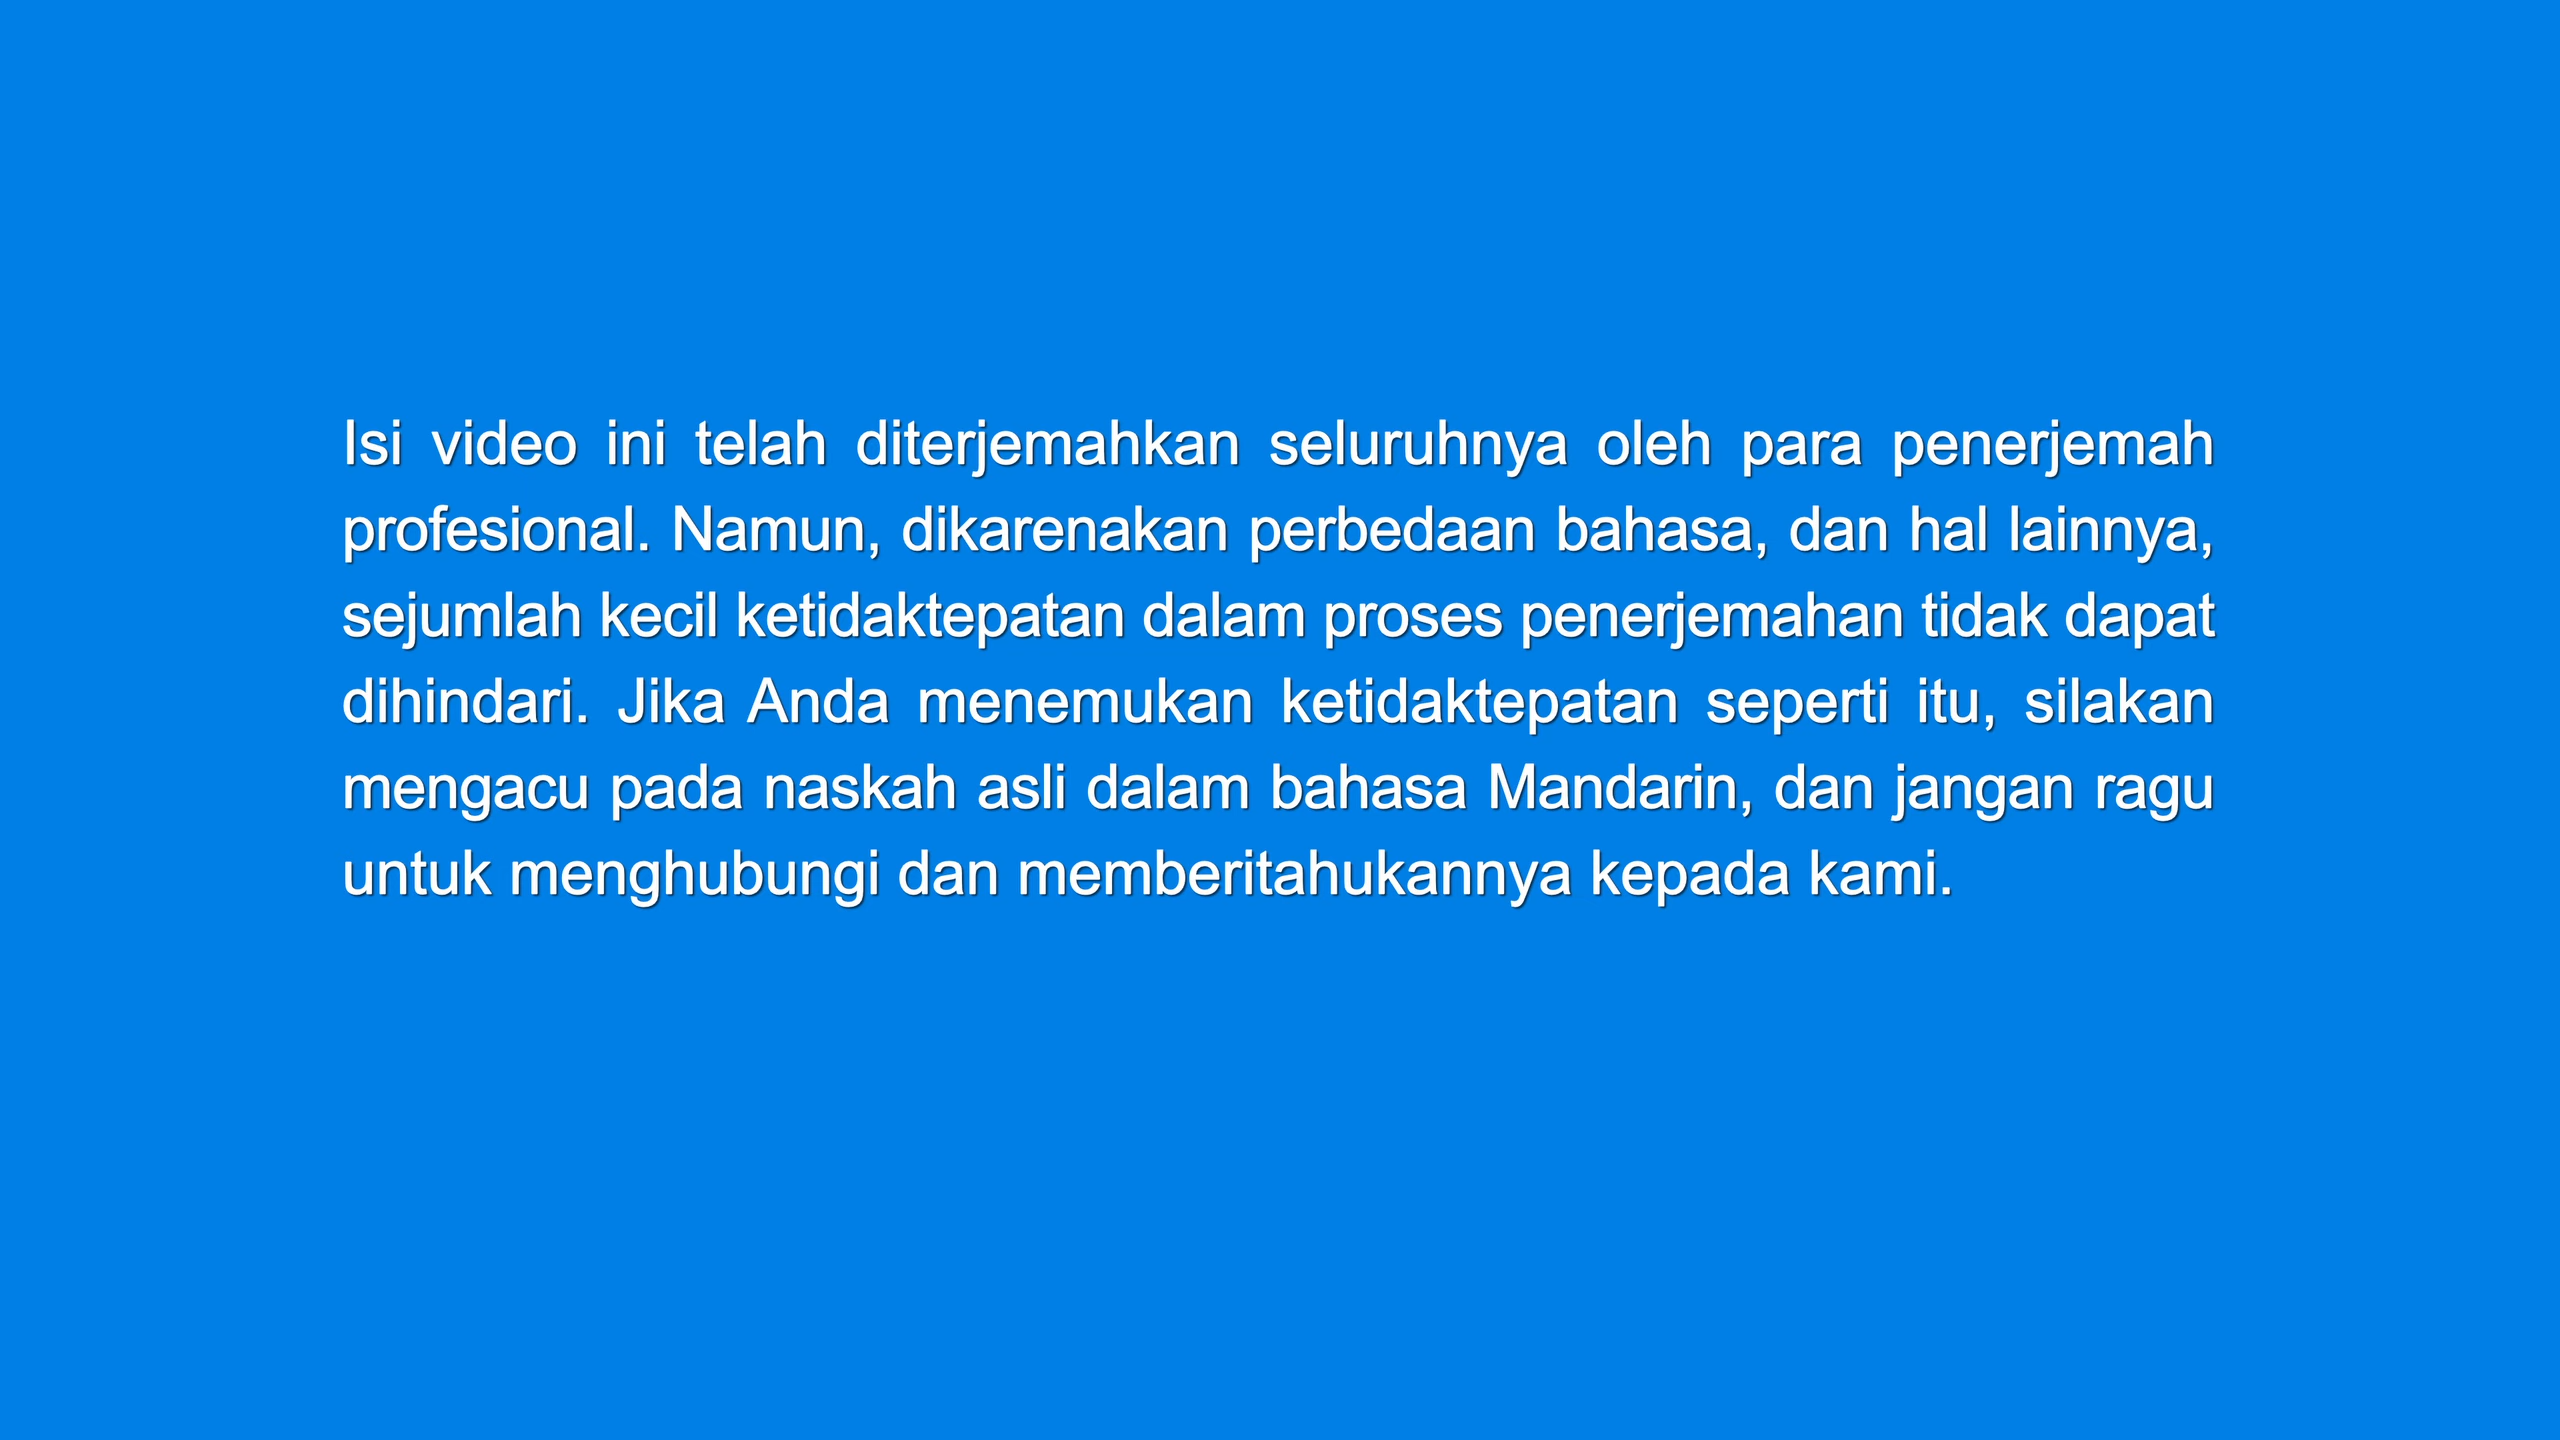 Isi video ini telah diterjemahkan seluruhnya oleh para penerjemah
profesional. Namun, dikarenakan perbedaan bahasa, dan hal lainnya,
sejumlah kecil ketidaktepatan dalam proses penerjemahan tidak dapat
dihindari. Jika Anda menemukan ketidaktepatan seperti itu, silakan
mengacu pada naskah asli dalam bahasa Mandarin, dan jangan ragu
untuk menghubungi dan memberitahukannya kepada kami.